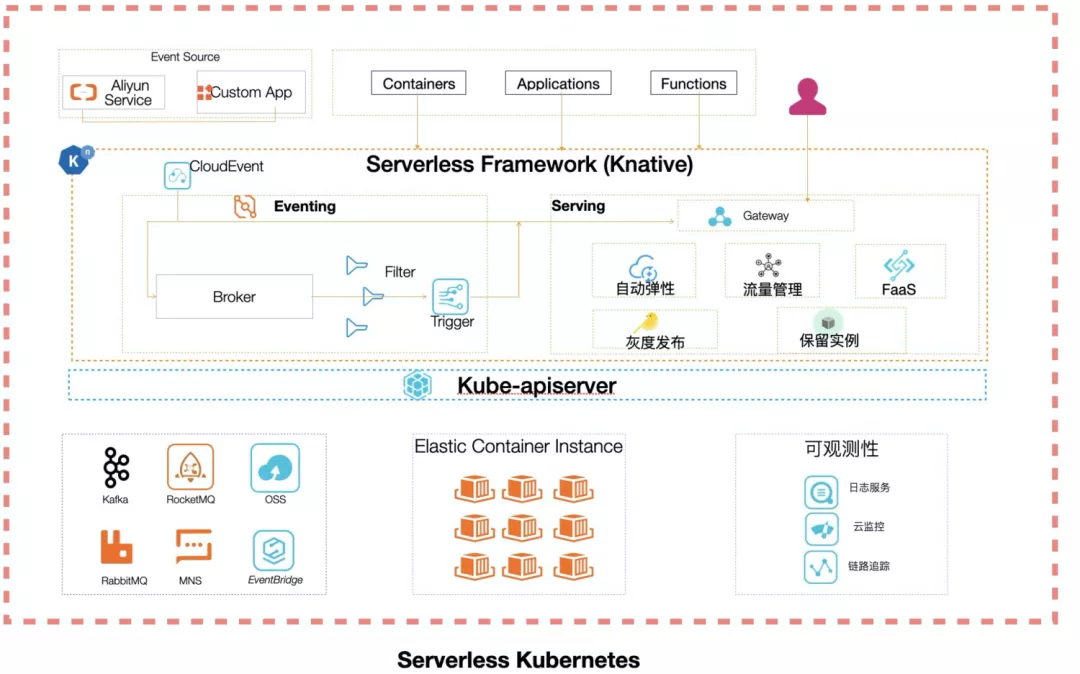 Event Source
Aliyun
Service
Custom App
Containers
Applications
Functions
K
n
CloudEvent
Serverless Framework (Knative)
Eventing
Serving
Gateway
Broker
Filter
Trigger
自动弹性
流量管理
FaaS
灰度发布
保留实例
Kube-apiserver
Kafka
RocketMQ
OSS
RabbitMQ
MNS
EventBridge
Elastic Container Instance
可观测性
日志服务
云监控
链路追踪
Serverless Kubernetes